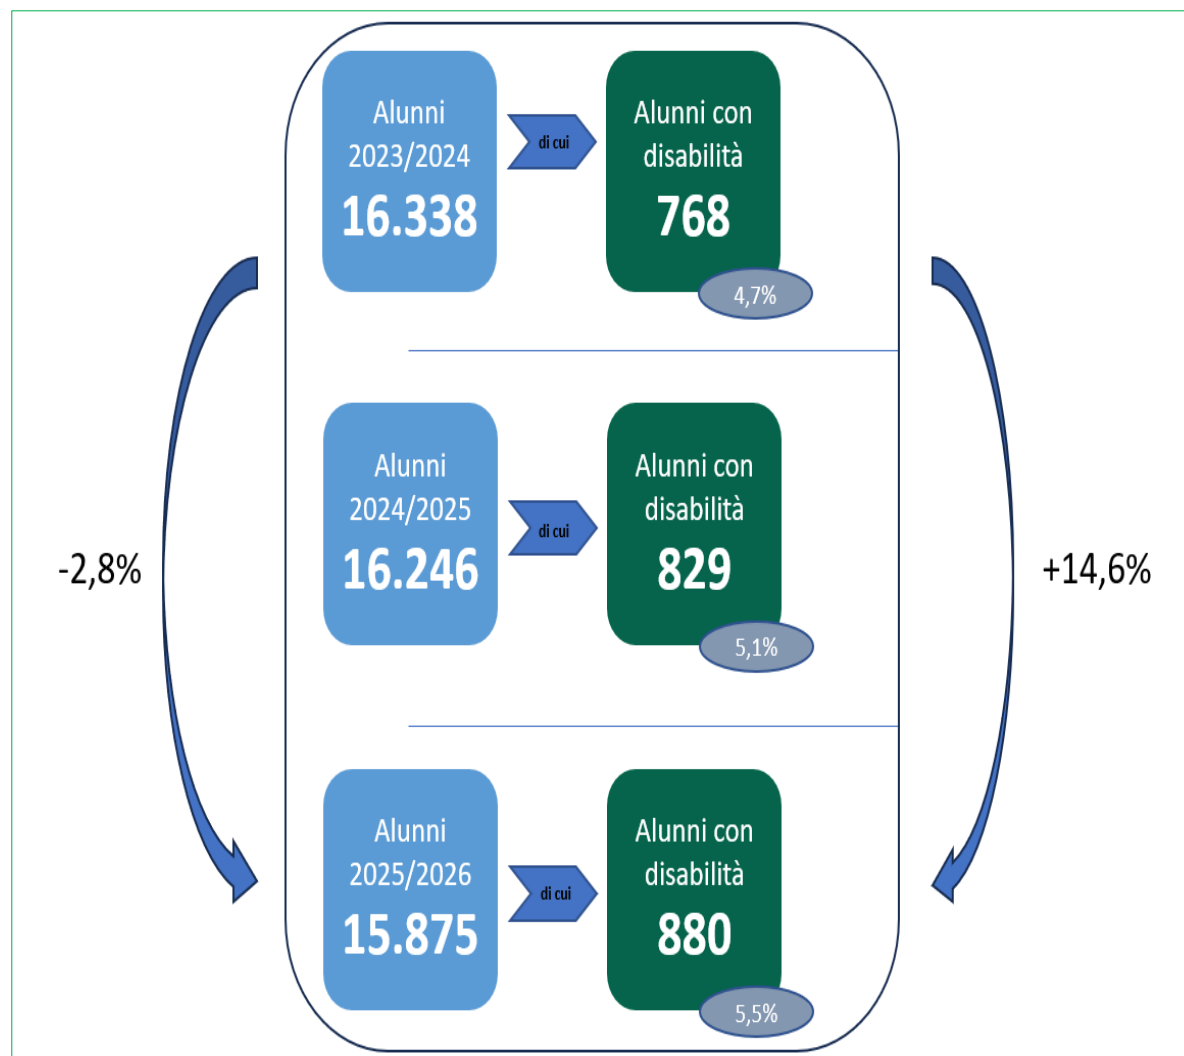 Alunni
2023/2024
16.338
di cui
Alunni con
disabilità
768
4,7%
Alunni
2024/2025
16.246
di cui
Alunni con
disabilità
829
5,1%
-2,8%
+14,6%
Alunni
2025/2026
15.875
di cui
Alunni con
disabilità
880
5,5%